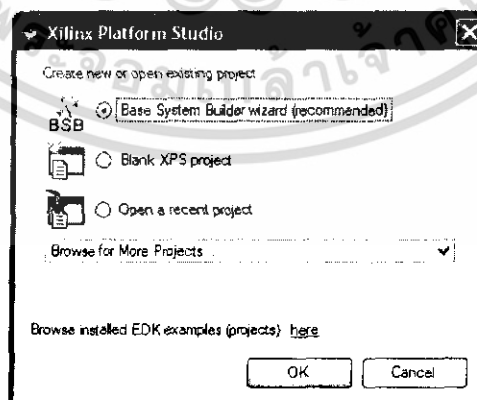 Xilinx Platform Studio
Create new or open existing project
BSB
Base System Builder wizard (recommended)
Blank XPS project
Open a recent project
Browse for More Projects
Browse installed EDK examples (projects) here
OK Cancel